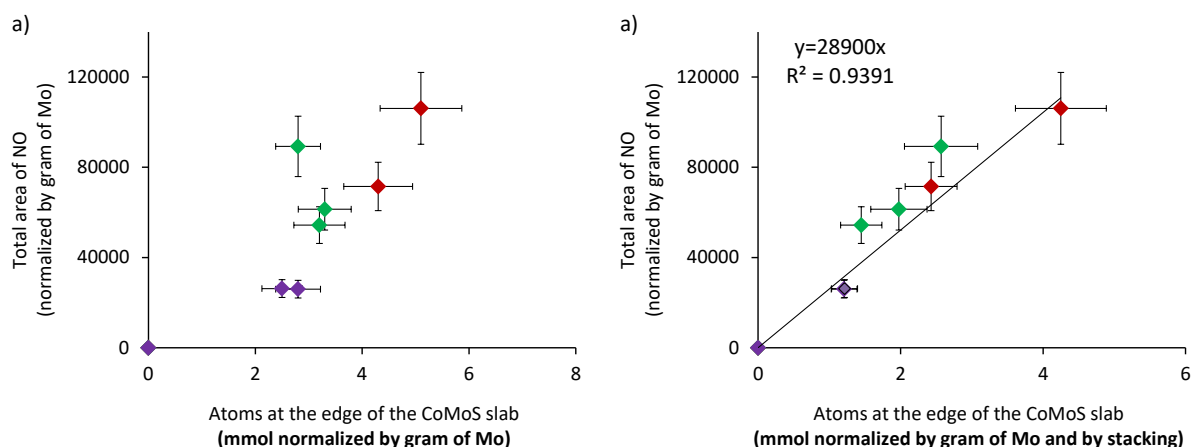 a)
Total area of NO
(normalized by gram of Mo)
120000
80000
40000
0
0 2 4 6 8
Atoms at the edge of the CoMoS slab
(mmol normalized by gram of Mo)
a)
y=28900x
R² = 0.9391
Total area of NO
(normalized by gram of Mo)
120000
80000
40000
0
0 2 4 6
Atoms at the edge of the CoMoS slab
(mmol normalized by gram of Mo and by stacking)